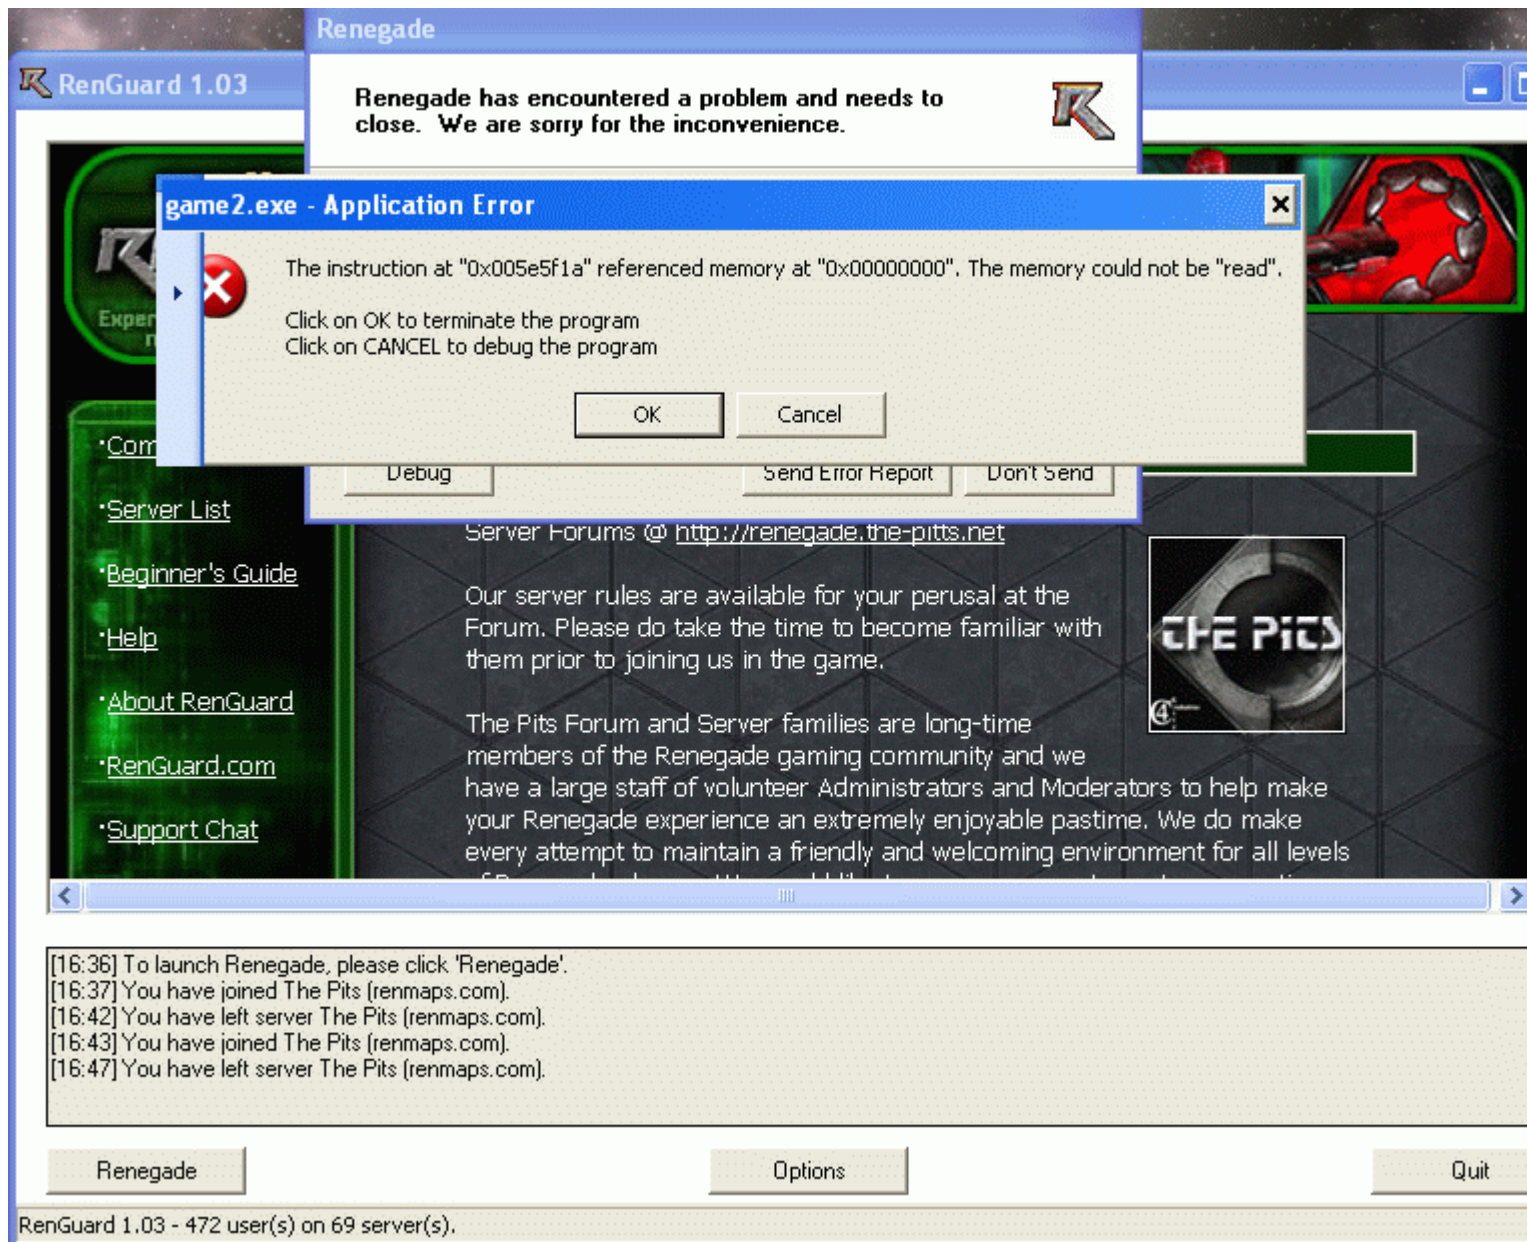 Renegade
RenGuard 1.03
Renegade has encountered a problem and needs to
close. We are sorry for the inconvenience.
game2.exe - Application Error
The instruction at "0x005e5f1a" referenced memory at "0x00000000". The memory could not be "read".
Click on OK to terminate the program
Click on CANCEL to debug the program
OK
Cancel
Debug
Send Error Report
Don't Send
Server List
Beginner's Guide
Help
About RenGuard
RenGuard.com
Support Chat
Server Forums @ http://renegade.the-pitts.net
Our server rules are available for your perusal at the
Forum. Please do take the time to become familiar with
them prior to joining us in the game.
THE PITS
The Pits Forum and Server families are long-time
members of the Renegade gaming community and we
have a large staff of volunteer Administrators and Moderators to help make
your Renegade experience an extremely enjoyable pastime. We do make
every attempt to maintain a friendly and welcoming environment for all levels
[16:36] To launch Renegade, please click 'Renegade'.
[16:37] You have joined The Pits (renmaps.com).
[16:42] You have left server The Pits (renmaps.com).
[16:43] You have joined The Pits (renmaps.com).
[16:47] You have left server The Pits (renmaps.com).
Renegade
Options
Quit
RenGuard 1.03 - 472 user(s) on 69 server(s).